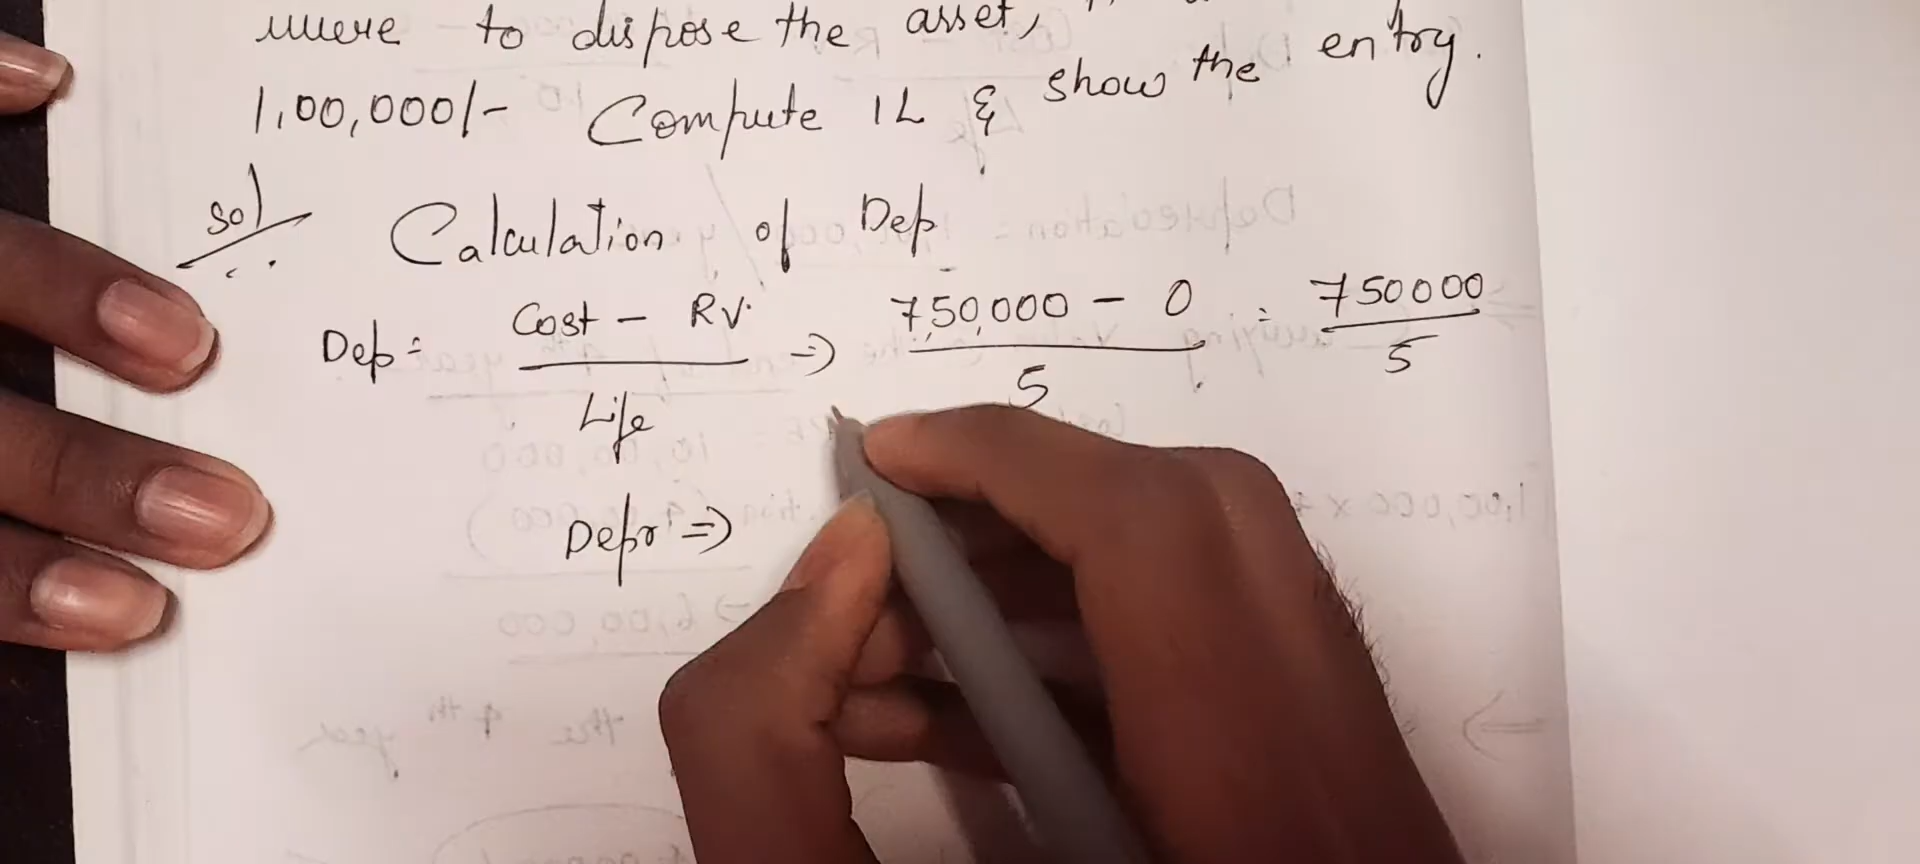 were to dispose the asset,
1,00,000/- Compute IL & show the entry.
Sol Calculation of Dep
Dep = Cost - RV. => 7,50,000 - 0 = 750000
Life 5 5
Depr =>